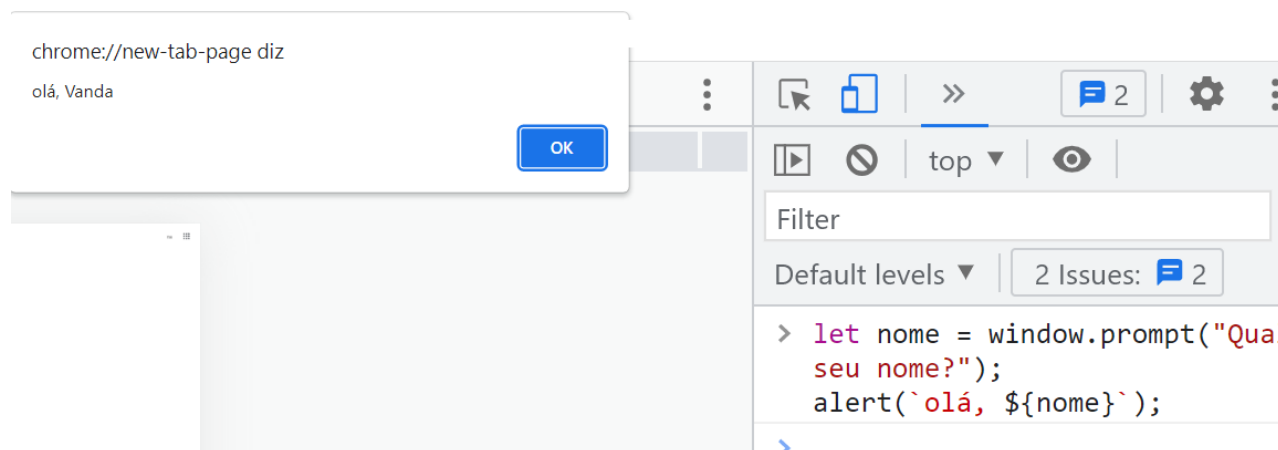 chrome://new-tab-page diz
olá, Vanda
OK
2
top
Filter
Default levels
2 Issues: 2
> let nome = window.prompt("Qua
seu nome?");
alert(`olá, ${nome}`);
>